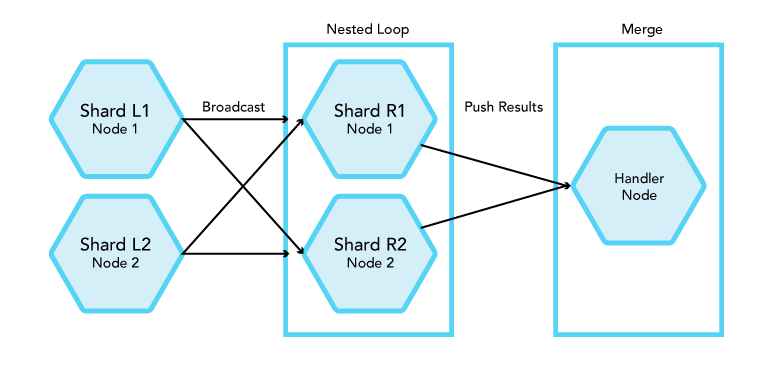 Nested Loop
Merge
Shard L1
Node 1
Broadcast
Shard R1
Node 1
Push Results
Handler
Node
Shard L2
Node 2
Shard R2
Node 2